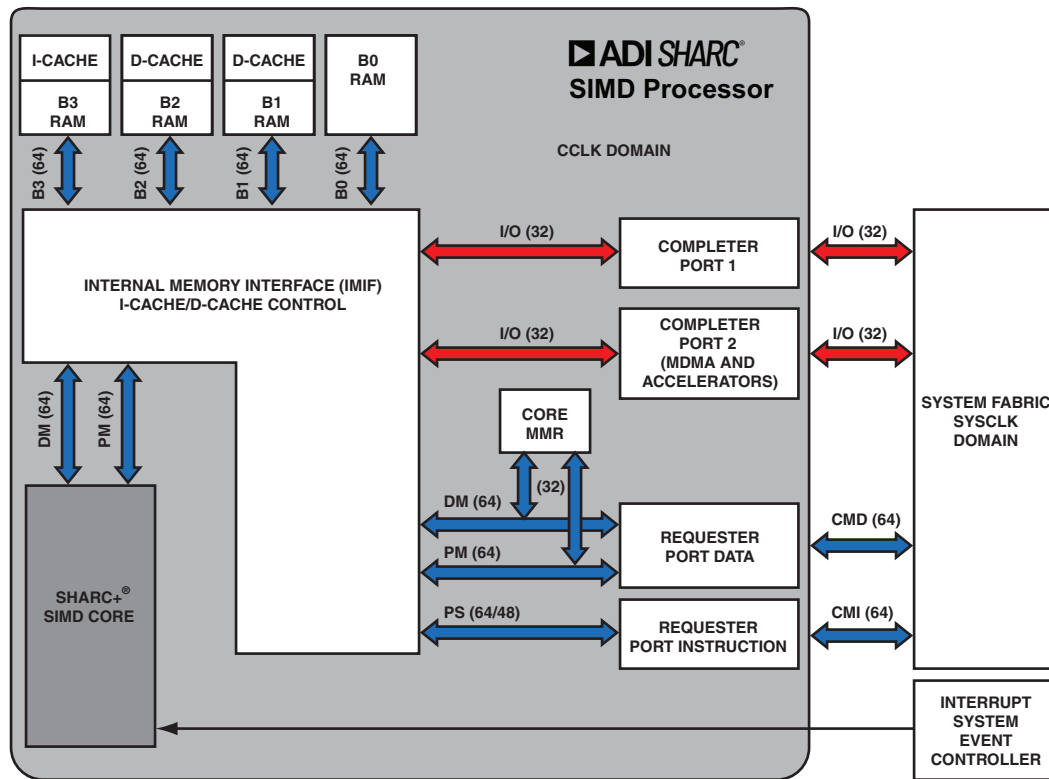 ADI SHARC®
SIMD Processor
CCLK DOMAIN
I-CACHE
B3
RAM
D-CACHE
B2
RAM
D-CACHE
B1
RAM
B0
RAM
B3 (64)
B2 (64)
B1 (64)
B0 (64)
INTERNAL MEMORY INTERFACE (IMIF)
I-CACHE/D-CACHE CONTROL
I/O (32)
COMPLETER
PORT 1
I/O (32)
I/O (32)
COMPLETER
PORT 2
(MDMA AND
ACCELERATORS)
I/O (32)
SYSTEM FABRIC
SYSCLK
DOMAIN
DM (64)
PM (64)
CORE
MMR
(32)
DM (64)
PM (64)
REQUESTER
PORT DATA
CMD (64)
SHARC+®
SIMD CORE
PS (64/48)
REQUESTER
PORT INSTRUCTION
CMI (64)
INTERRUPT
SYSTEM
EVENT
CONTROLLER